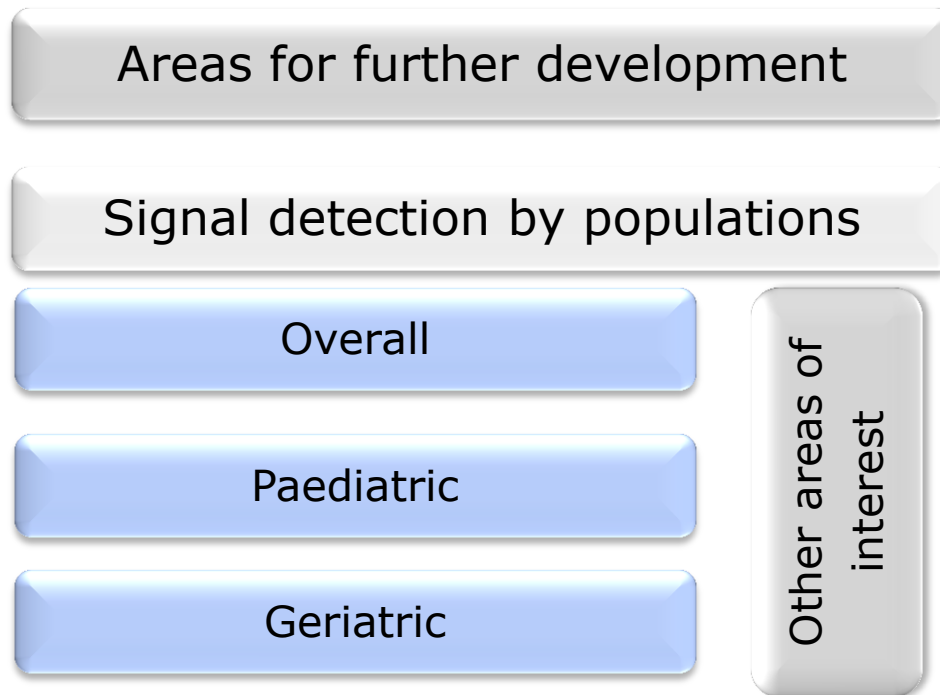 Areas for further development
Signal detection by populations
Overall
Paediatric
Geriatric
Other areas of
interest